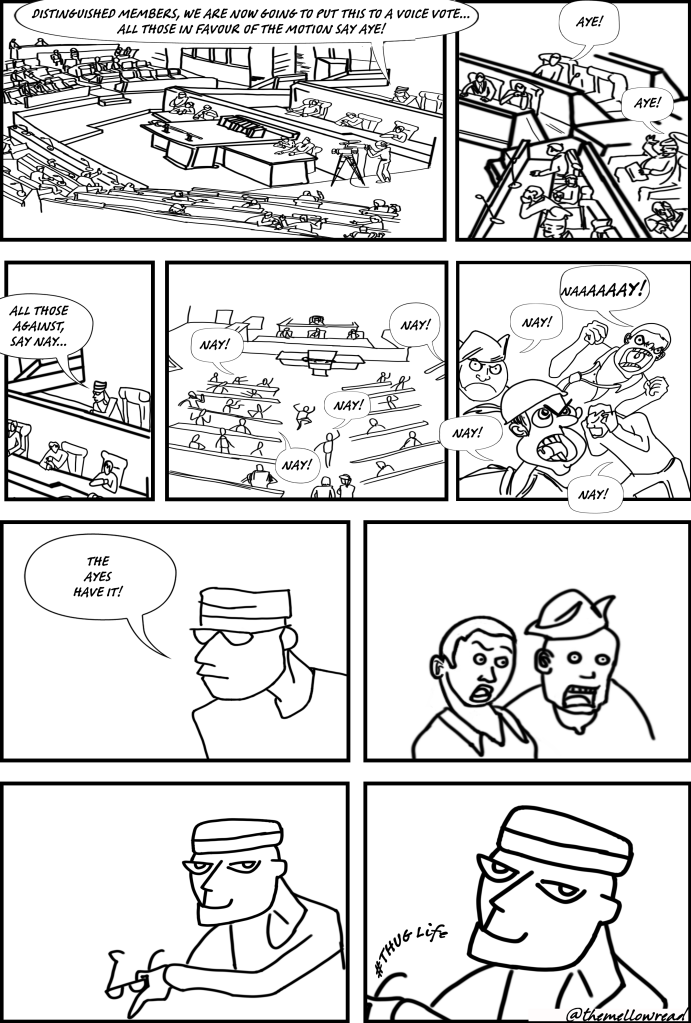 DISTINGUISHED MEMBERS, WE ARE NOW GOING TO PUT THIS TO A VOICE VOTE...
ALL THOSE IN FAVOUR OF THE MOTION SAY AYE!
AYE!
AYE!
ALL THOSE
AGAINST,
SAY NAY...
NAY!
NAY!
NAY!
NAY!
NAAAAAAY!
NAY!
NAY!
NAY!
THE
AYES
HAVE IT!
#THUG Life
@themellowread